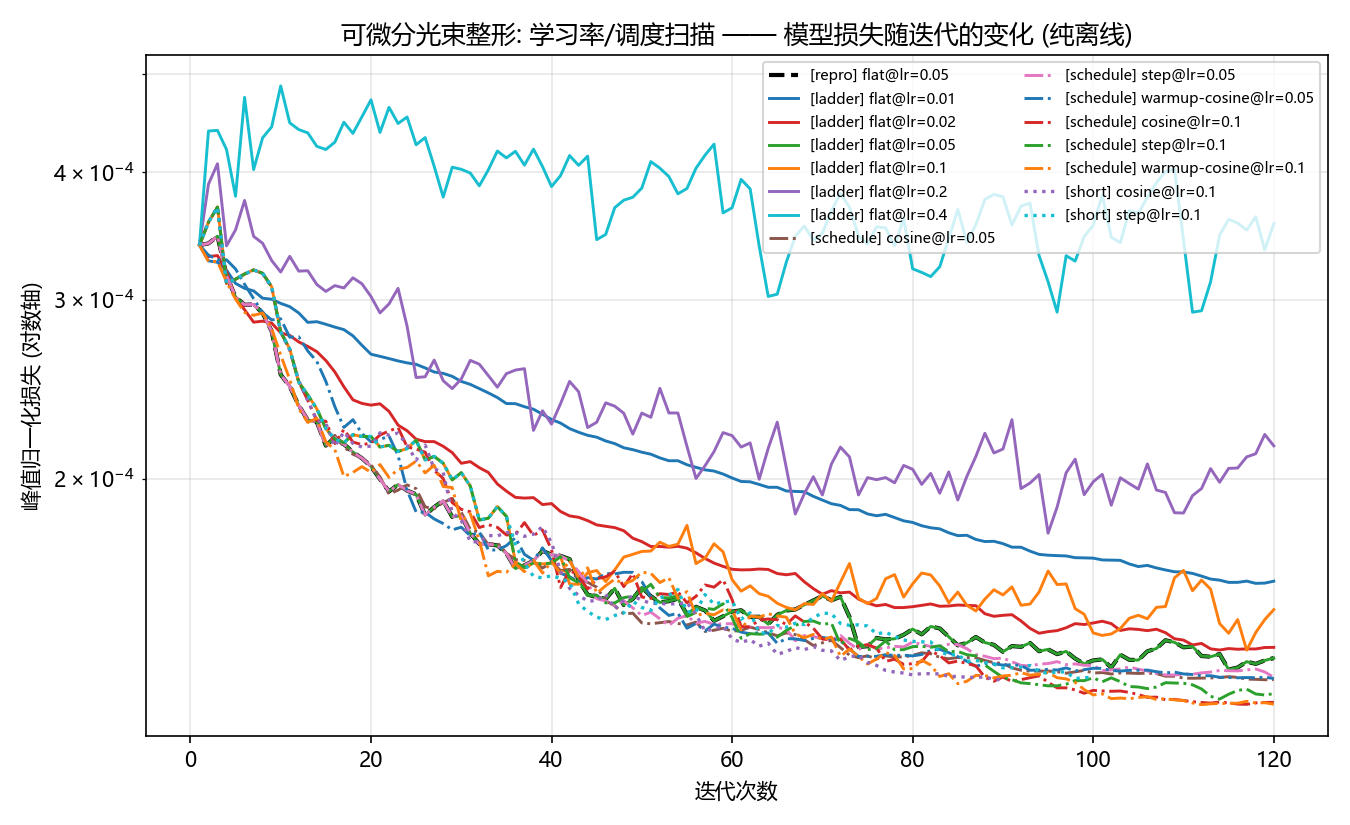 可微分光束整形: 学习率/调度扫描 —— 模型损失随迭代的变化 (纯离线)
[repro] flat@lr=0.05
[ladder] flat@lr=0.01
[ladder] flat@lr=0.02
[ladder] flat@lr=0.05
[ladder] flat@lr=0.1
[ladder] flat@lr=0.2
[ladder] flat@lr=0.4
[schedule] cosine@lr=0.05
[schedule] step@lr=0.05
[schedule] warmup-cosine@lr=0.05
[schedule] cosine@lr=0.1
[schedule] step@lr=0.1
[schedule] warmup-cosine@lr=0.1
[short] cosine@lr=0.1
[short] step@lr=0.1
峰值归一化损失 (对数轴)
4 × 10⁻⁴
3 × 10⁻⁴
2 × 10⁻⁴
0 20 40 60 80 100 120
迭代次数